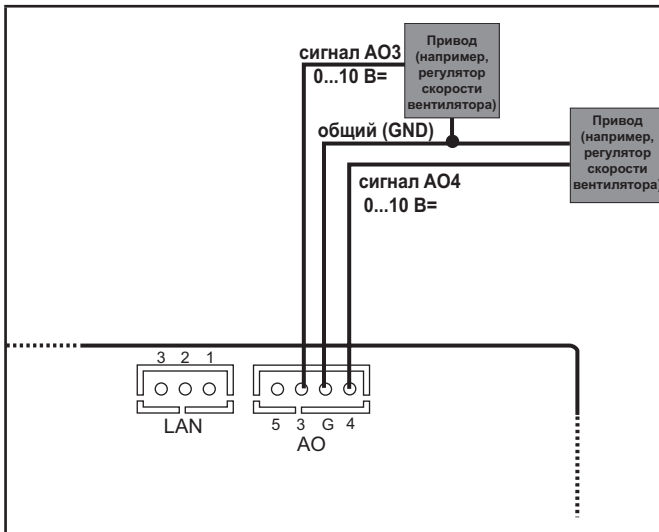 сигнал AO3
0...10 В=
Привод
(например,
регулятор
скорости
вентилятора)
общий (GND)
Привод
(например,
регулятор
скорости
вентилятора)
сигнал AO4
0...10 В=
3 2 1
LAN
5 3 G 4
AO